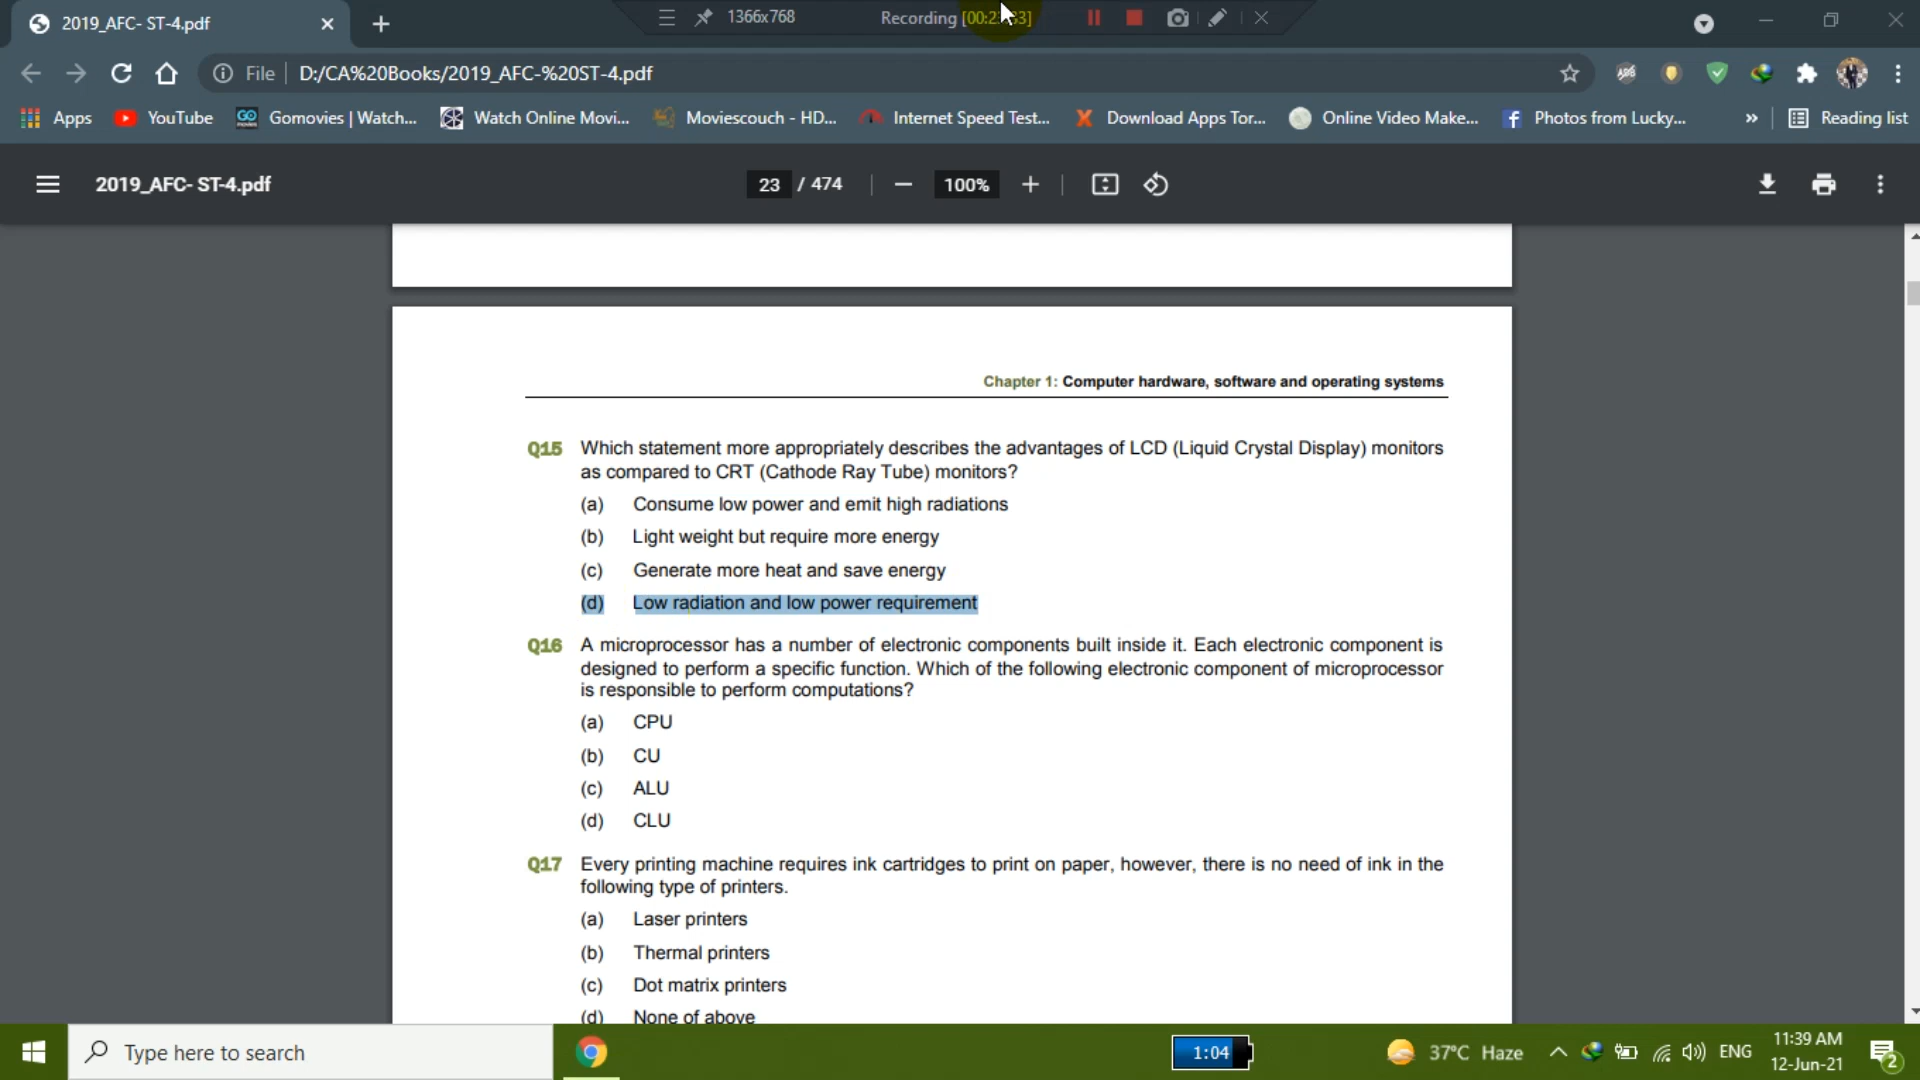 2019_AFC- ST-4.pdf
1366x768
Recording
File
D:/CA%20Books/2019_AFC-%20ST-4.pdf
Apps
YouTube
Gomovies | Watch...
Watch Online Movi...
Moviescouch - HD...
Internet Speed Test...
Download Apps Tor...
Online Video Make...
Photos from Lucky...
»
Reading list
2019_AFC- ST-4.pdf
23 / 474
100%
Chapter 1: Computer hardware, software and operating systems
Q15 Which statement more appropriately describes the advantages of LCD (Liquid Crystal Display) monitors
as compared to CRT (Cathode Ray Tube) monitors?
(a) Consume low power and emit high radiations
(b) Light weight but require more energy
(c) Generate more heat and save energy
(d) Low radiation and low power requirement
Q16 A microprocessor has a number of electronic components built inside it. Each electronic component is
designed to perform a specific function. Which of the following electronic component of microprocessor
is responsible to perform computations?
(a) CPU
(b) CU
(c) ALU
(d) CLU
Q17 Every printing machine requires ink cartridges to print on paper, however, there is no need of ink in the
following type of printers.
(a) Laser printers
(b) Thermal printers
(c) Dot matrix printers
(d) None of above
Type here to search
1:04
37°C Haze
ENG
11:39 AM
12-Jun-21
2